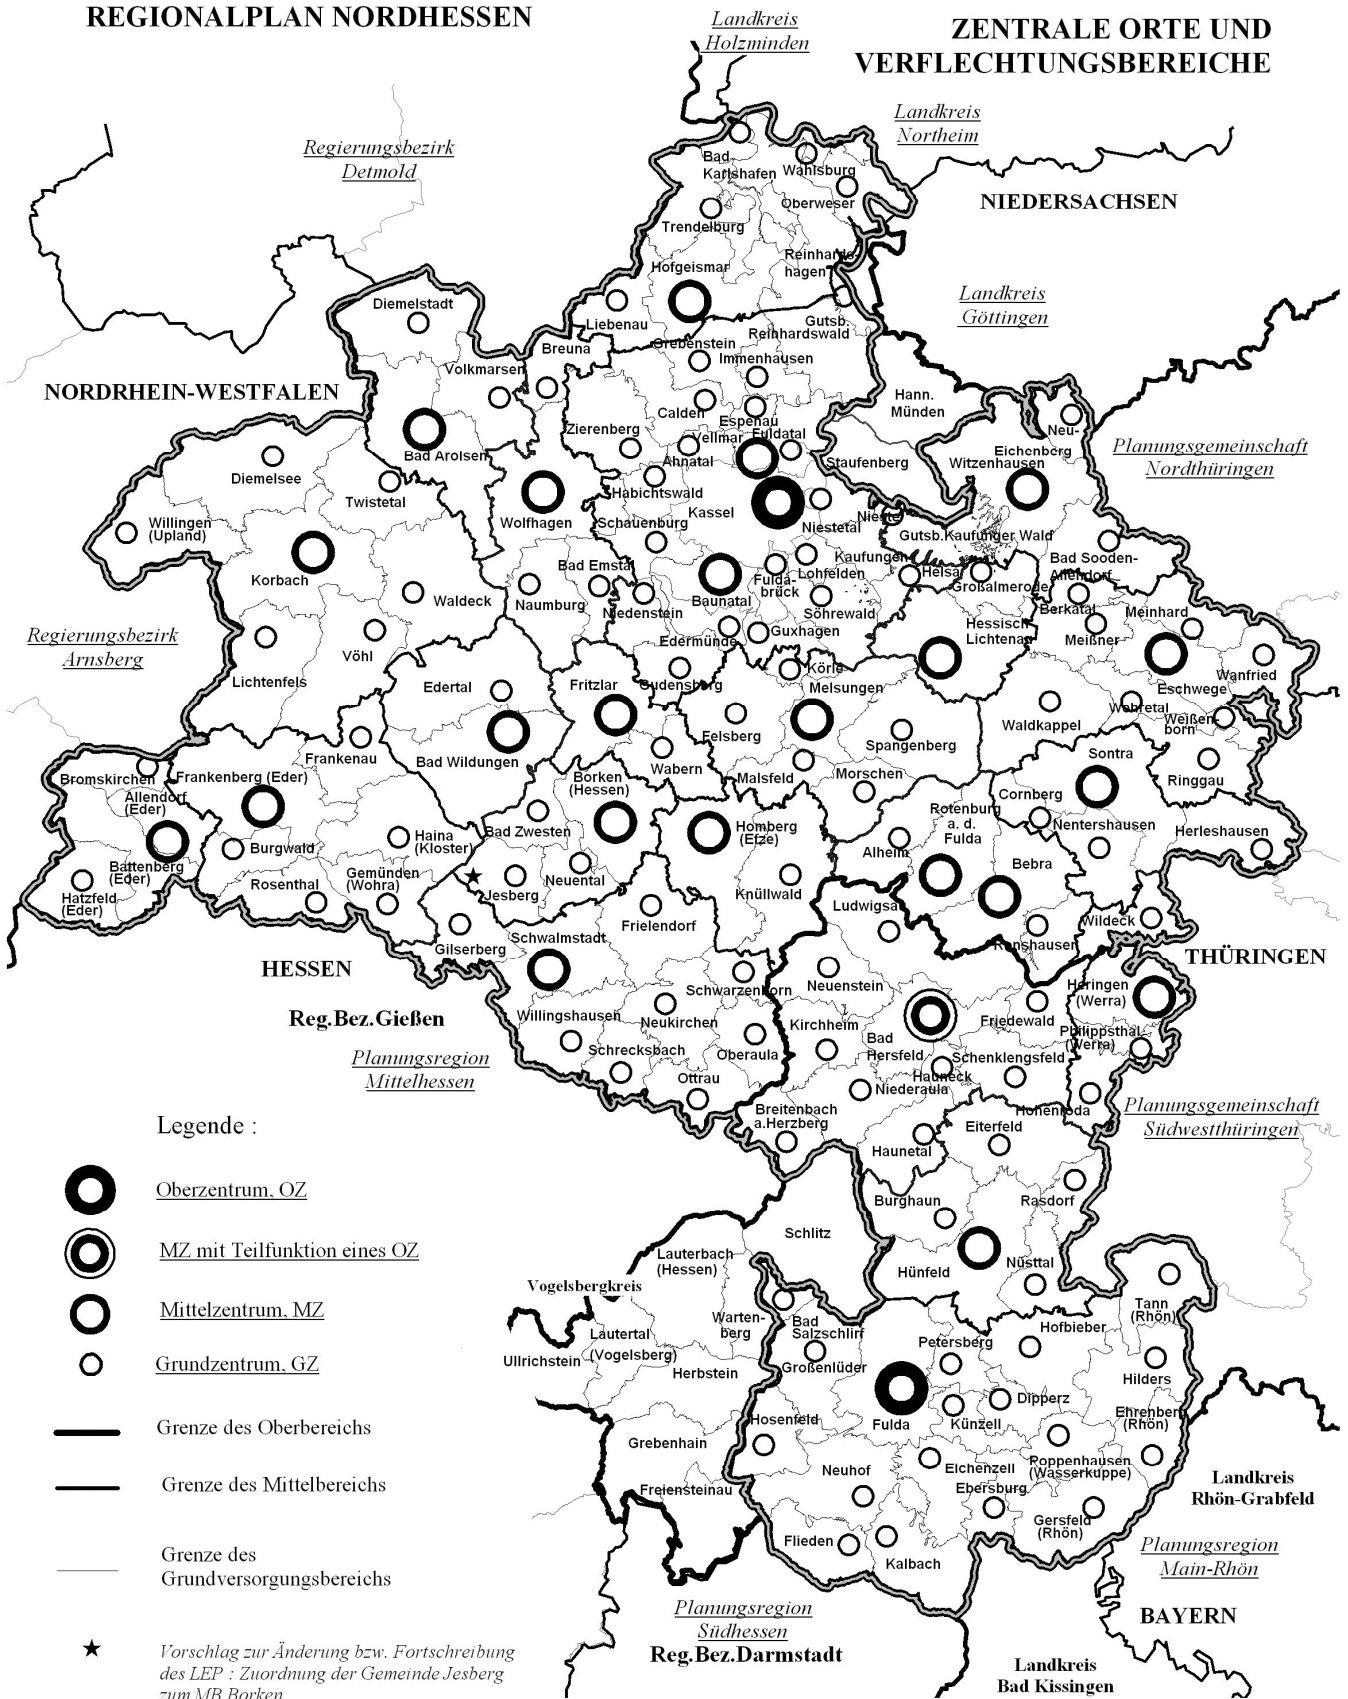 REGIONALPLAN NORDHESSEN
ZENTRALE ORTE UND
VERFLECHTUNGSBEREICHE
Landkreis
Holzminden
Landkreis
Northeim
Regierungsbezirk
Detmold
NIEDERSACHSEN
Bad
Karlshafen
Wahlsburg
Oberweser
Trendelburg
Reinhards-
hagen
Hofgeismar
Landkreis
Göttingen
Diemelstadt
Liebenau
Gutsb.
Reinhardswald
Breuna
Grebenstein
Immenhausen
Volkmarsen
NORDRHEIN-WESTFALEN
Hann.
Münden
Calden
Espenau
Zierenberg
Vellmar
Fuldatal
Neu-
Eichenberg
Planungsgemeinschaft
Nordthüringen
Bad Arolsen
Ahnatal
Staufenberg
Witzenhausen
Diemelsee
Twistetal
Habichtswald
Kassel
Willingen
(Upland)
Wolfhagen
Schauenburg
Niestetal
Nieste
Gutsb.Kaufunger Wald
Korbach
Bad Emstal
Kaufungen
Bad Sooden-
Allendorf
Lohfelden
Helsa
Großalmerode
Fulda-
brück
Waldeck
Naumburg
Niedenstein
Baunatal
Söhrewald
Berkatal
Meinhard
Hessisch
Lichtenau
Meißner
Regierungsbezirk
Arnsberg
Vöhl
Edermünde
Guxhagen
Körle
Lichtenfels
Edertal
Fritzlar
Gudensberg
Melsungen
Eschwege
Wanfried
Wehretal
Weißen-
born
Waldkappel
Felsberg
Spangenberg
Frankenau
Bad Wildungen
Wabern
Sontra
Bromskirchen
Frankenberg (Eder)
Borken
(Hessen)
Malsfeld
Morschen
Ringgau
Allendorf
(Eder)
Cornberg
Rotenburg
a. d.
Fulda
Nentershausen
Herleshausen
Bad Zwesten
Homberg
(Efze)
Haina
(Kloster)
Burgwald
Alheim
Bebra
Battenberg
(Eder)
Gemünden
(Wohra)
Rosenthal
Neuental
Jesberg
Knüllwald
Hatzfeld
(Eder)
Ludwigsau
Frielendorf
Wildeck
Gilserberg
Schwalmstadt
Ronshausen
HESSEN
THÜRINGEN
Neuenstein
Schwarzenborn
Heringen
(Werra)
Reg.Bez.Gießen
Willingshausen
Neukirchen
Kirchheim
Friedewald
Philippsthal
(Werra)
Bad
Hersfeld
Schenklengsfeld
Planungsregion
Mittelhessen
Schrecksbach
Oberaula
Hauneck
Niederaula
Ottrau
Hohenroda
Planungsgemeinschaft
Südwestthüringen
Breitenbach
a.Herzberg
Eiterfeld
Haunetal
Legende :
Oberzentrum, OZ
MZ mit Teilfunktion eines OZ
Mittelzentrum, MZ
Grundzentrum, GZ
Grenze des Oberbereichs
Grenze des Mittelbereichs
Grenze des
Grundversorgungsbereichs
Vorschlag zur Änderung bzw. Fortschreibung
des LEP : Zuordnung der Gemeinde Jesberg
zum MB Borken
Burghaun
Rasdorf
Schlitz
Lauterbach
(Hessen)
Hünfeld
Nüsttal
Vogelsbergkreis
Tann
(Rhön)
Warten-
berg
Bad
Salzschlirf
Hofbieber
Lautertal
(Vogelsberg)
Petersberg
Ullrichstein
Großenlüder
Herbstein
Hilders
Dipperz
Ehrenberg
(Rhön)
Hosenfeld
Fulda
Künzell
Grebenhain
Neuhof
Eichenzell
Poppenhausen
(Wasserkuppe)
Landkreis
Rhön-Grabfeld
Freiensteinau
Ebersburg
Gersfeld
(Rhön)
Flieden
Kalbach
Planungsregion
Main-Rhön
Planungsregion
Südhessen
Reg.Bez.Darmstadt
BAYERN
Landkreis
Bad Kissingen